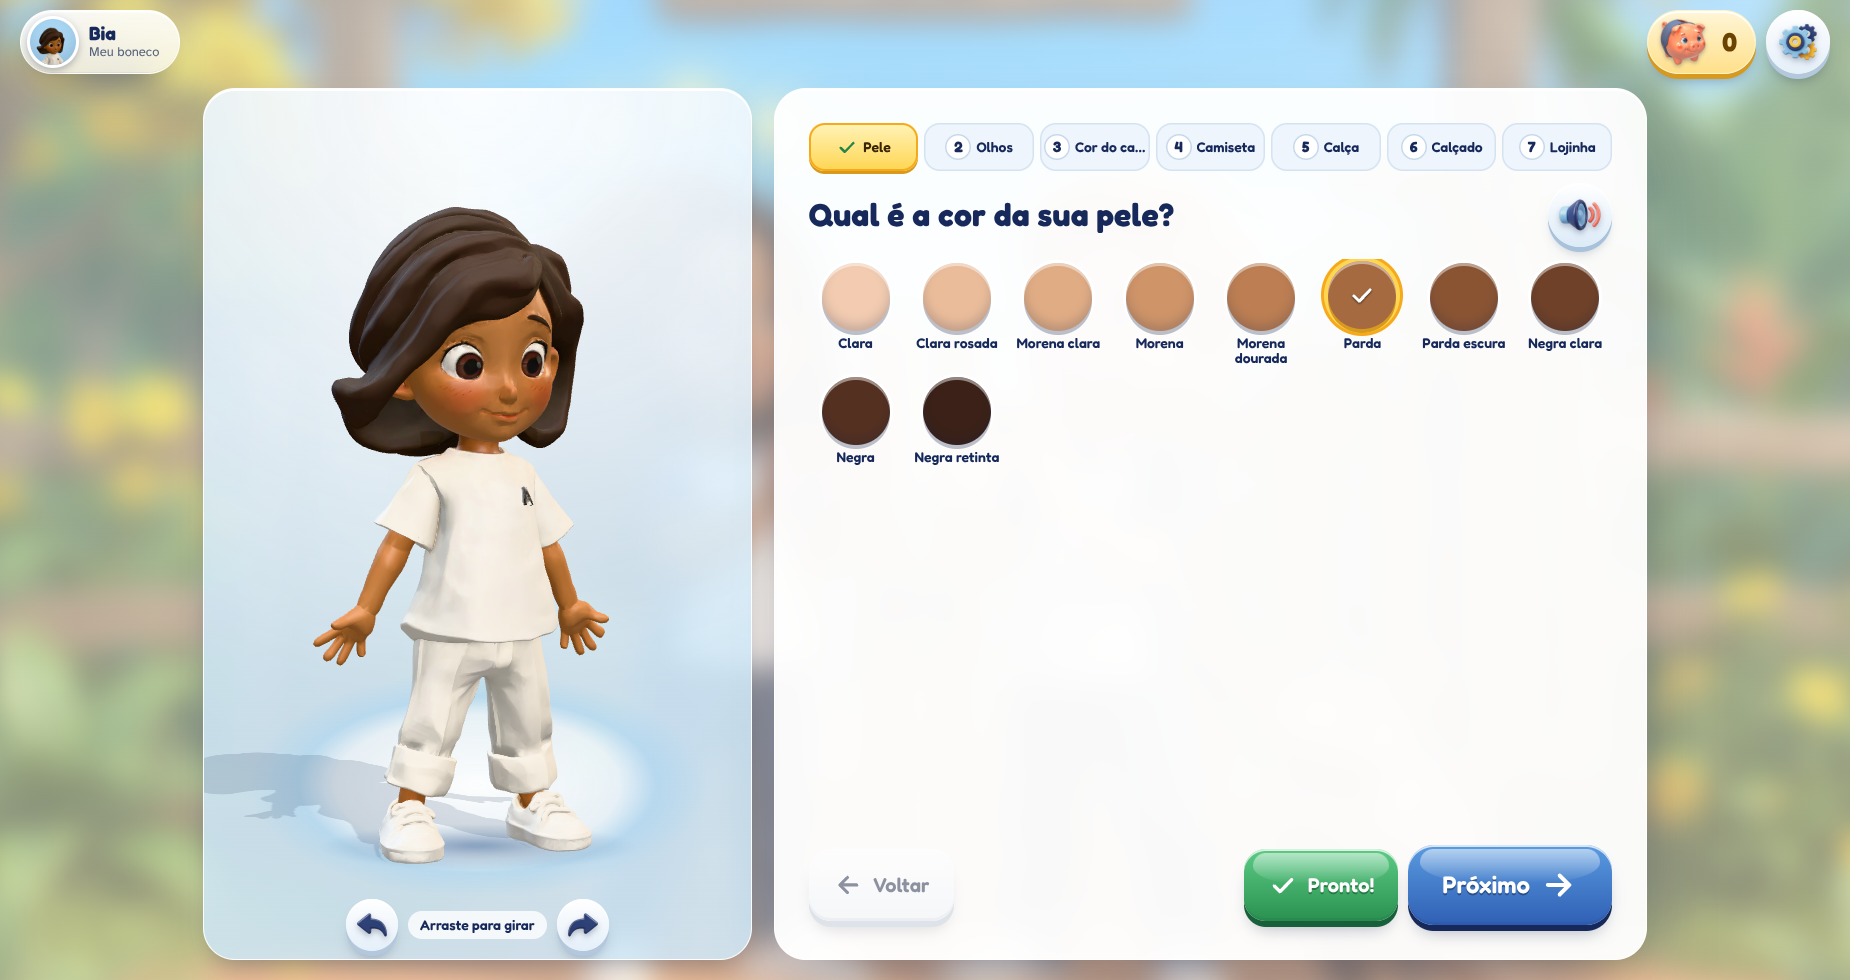 Bia
Meu boneco
0
Pele
2 Olhos
3 Cor do ca...
4 Camiseta
5 Calça
6 Calçado
7 Lojinha
Qual é a cor da sua pele?
Clara
Clara rosada
Morena clara
Morena
Morena
dourada
Parda
Parda escura
Negra clara
Negra
Negra retinta
Arraste para girar
Voltar
Pronto!
Próximo